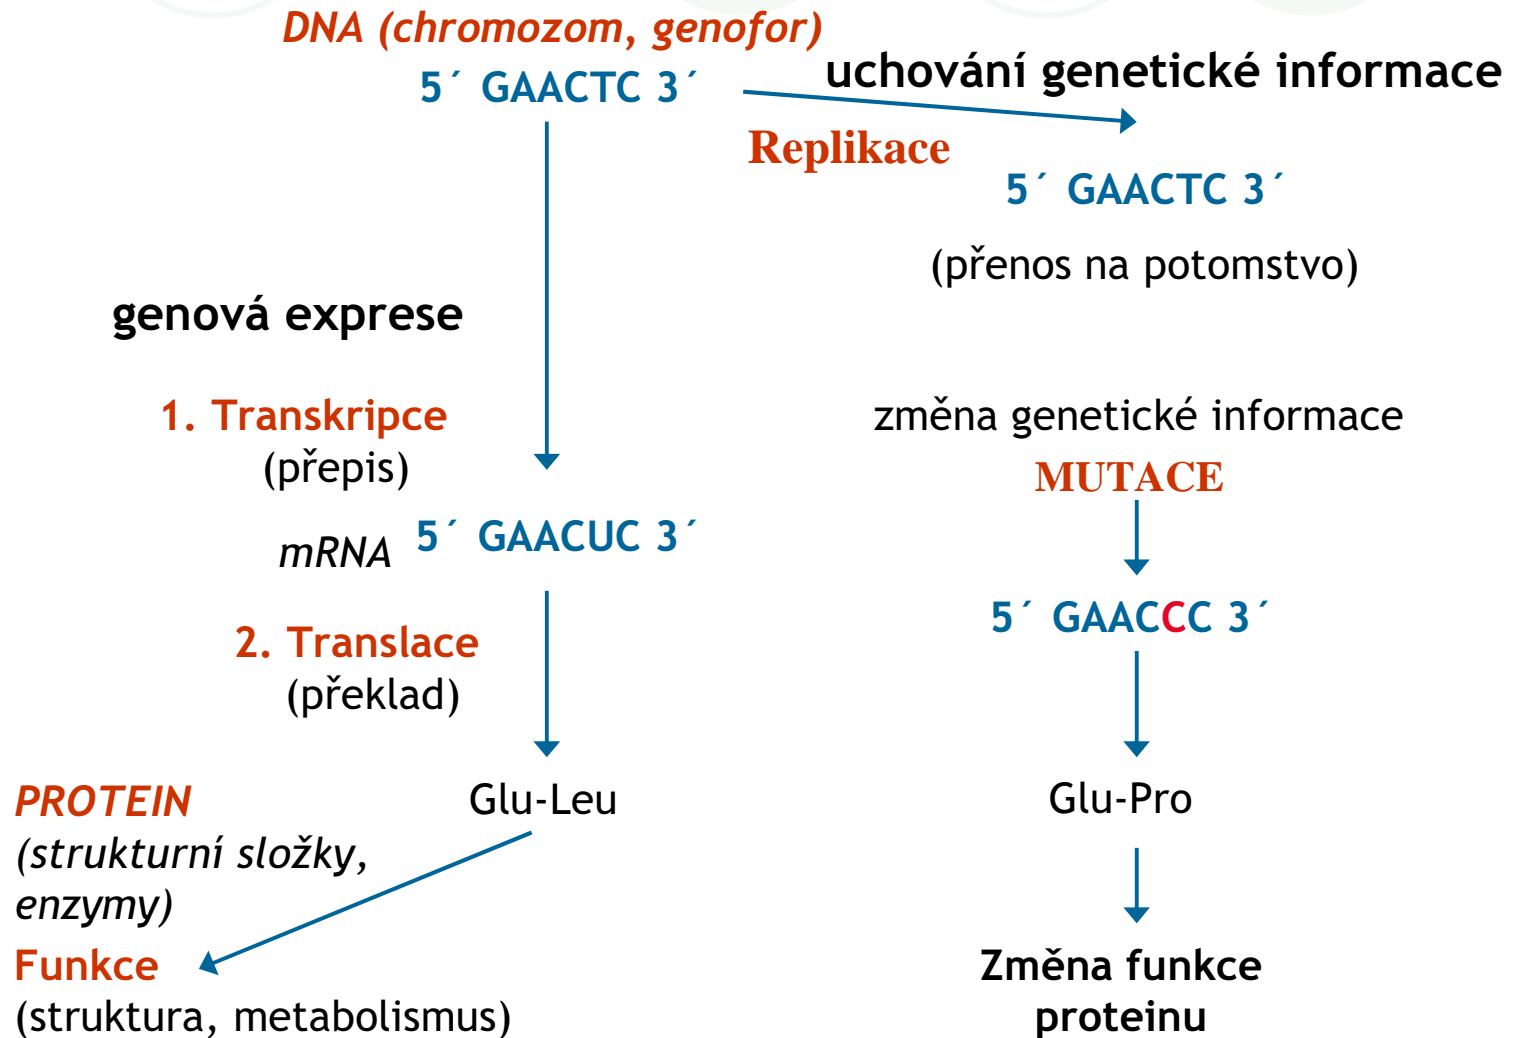 DNA (chromozom, genofor)
5´ GAACTC 3´
uchování genetické informace
Replikace
5´ GAACTC 3´
(přenos na potomstvo)
genová exprese
1. Transkripce
(přepis)
mRNA 5´ GAACUC 3´
2. Translace
(překlad)
Glu-Leu
PROTEIN
(strukturní složky,
enzymy)
Funkce
(struktura, metabolismus)
změna genetické informace
MUTACE
5´ GAACCC 3´
Glu-Pro
Změna funkce
proteinu